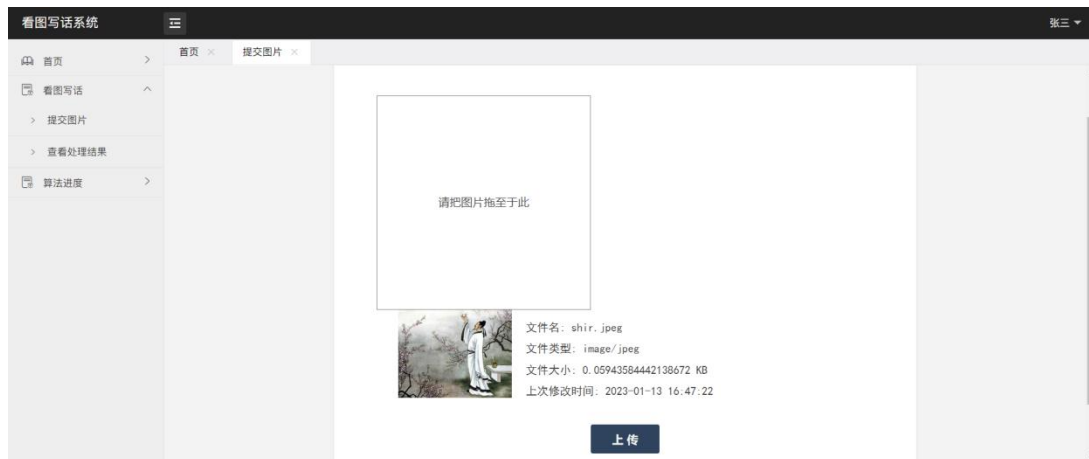 看图写话系统
张三
首页
看图写话
提交图片
查看处理结果
算法进度
首页 × 提交图片 ×
请把图片拖至于此
文件名: shir.jpeg
文件类型: image/jpeg
文件大小: 0.05943584442138672 KB
上次修改时间: 2023-01-13 16:47:22
上传